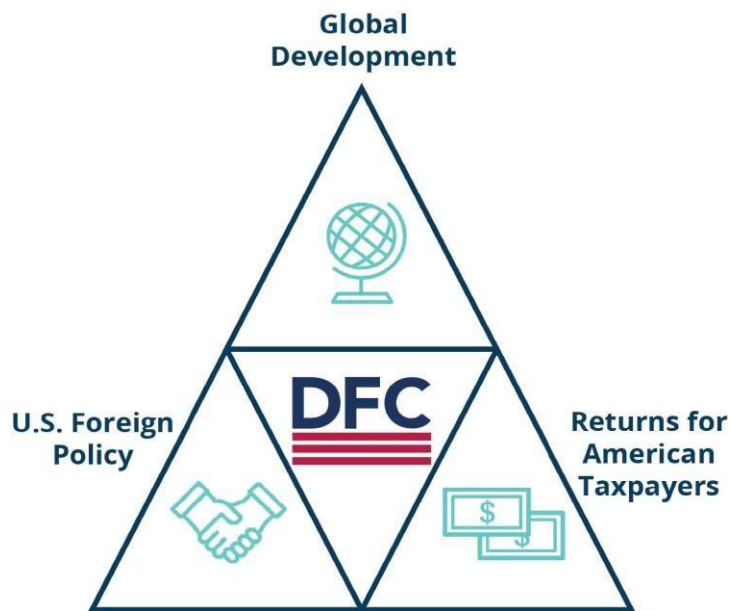 Global
Development
DFC
U.S. Foreign
Policy
Returns for
American
Taxpayers
$
$